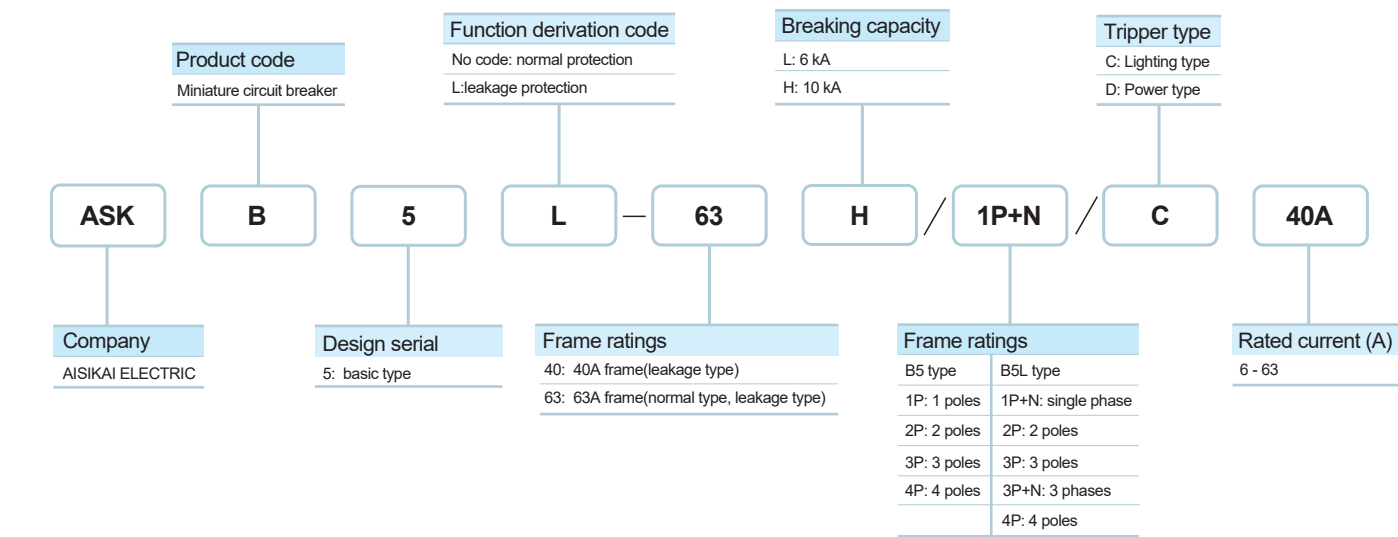 Function derivation code
No code: normal protection
L:leakage protection
Breaking capacity
L: 6 kA
H: 10 kA
Tripper type
C: Lighting type
D: Power type
Product code
Miniature circuit breaker
ASK B 5 L — 63 H / 1P+N / C 40A
Company
AISIKAI ELECTRIC
Design serial
5: basic type
Frame ratings
40: 40A frame(leakage type)
63: 63A frame(normal type, leakage type)
Frame ratings
B5 type B5L type
1P: 1 poles 1P+N: single phase
2P: 2 poles 2P: 2 poles
3P: 3 poles 3P: 3 poles
4P: 4 poles 3P+N: 3 phases
4P: 4 poles
Rated current (A)
6 - 63